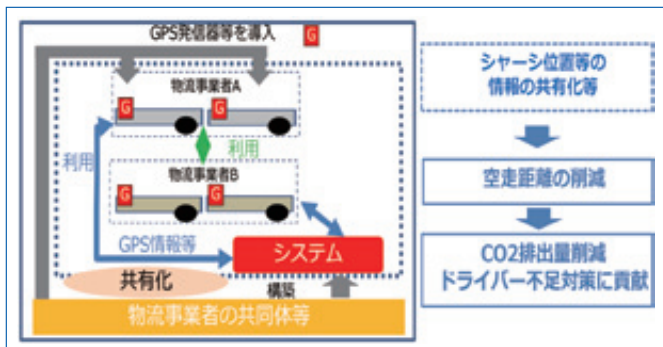 GPS発信器等を導入 G
物流事業者A
G G
利用
利用
物流事業者B
G G
GPS情報等
システム
共有化
構築
物流事業者の共同体等
シャーシ位置等の
情報の共有化等
空走距離の削減
CO2排出量削減
ドライバー不足対策に貢献